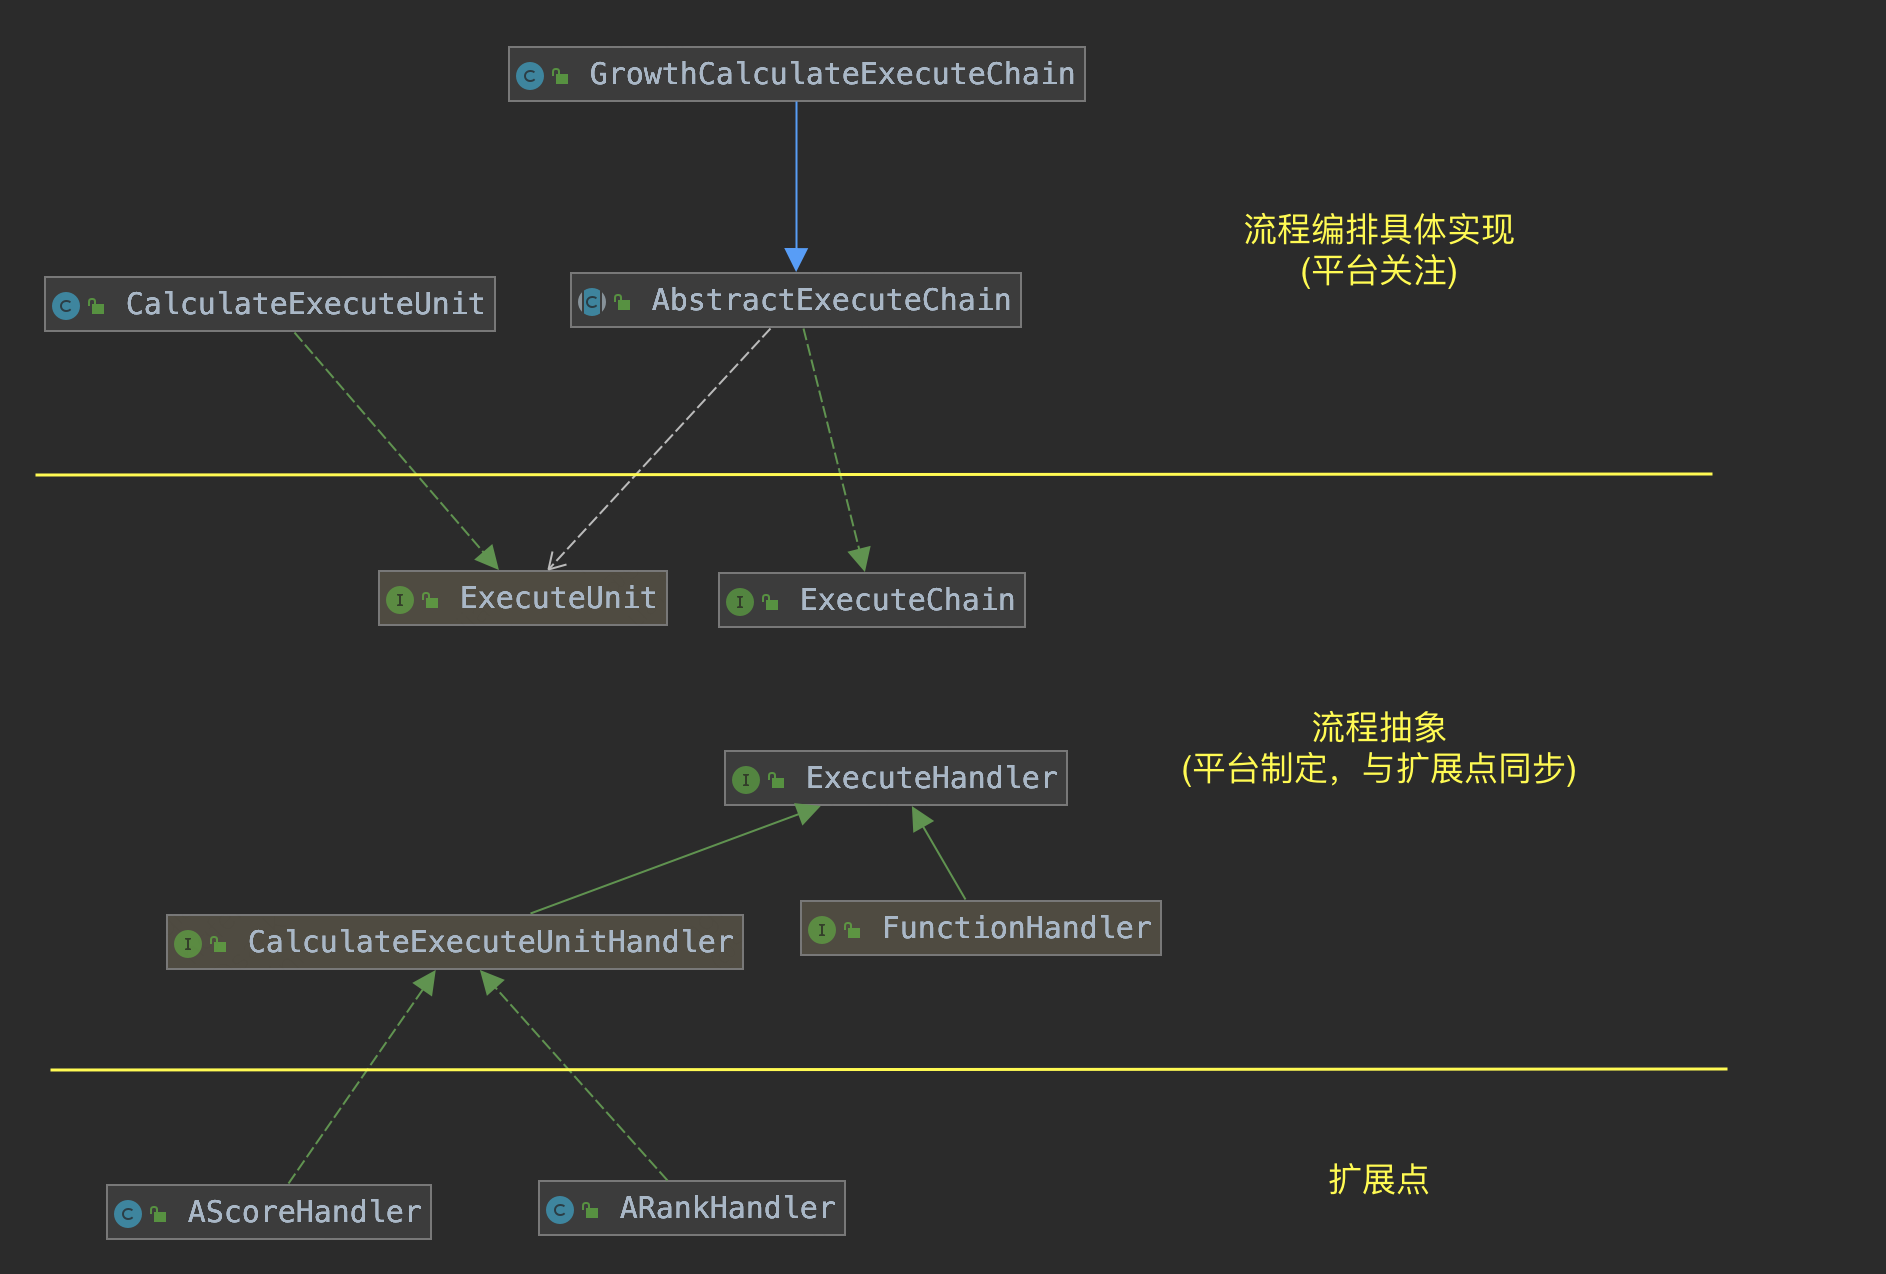 GrowthCalculateExecuteChain
流程编排具体实现
(平台关注)
CalculateExecuteUnit
AbstractExecuteChain
ExecuteUnit
ExecuteChain
流程抽象
(平台制定，与扩展点同步)
ExecuteHandler
CalculateExecuteUnitHandler
FunctionHandler
扩展点
AScoreHandler
ARankHandler